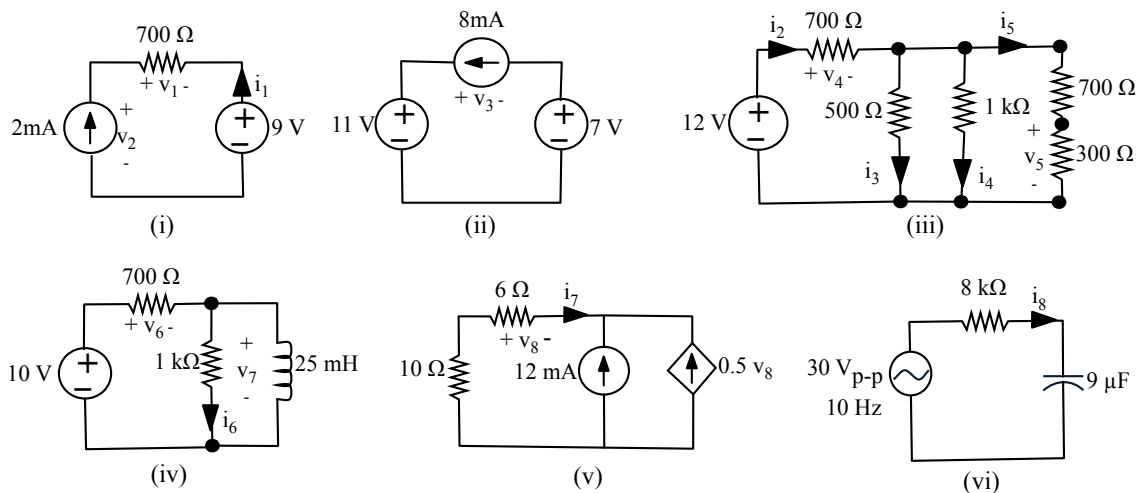 700 Ω
+ v1 -
i1
2mA
+
v2
-
9 V
(i)
8mA
+ v3 -
11 V
7 V
(ii)
i2
700 Ω
i5
+ v4 -
12 V
500 Ω
1 kΩ
700 Ω
i3
i4
+
v5
-
300 Ω
(iii)
700 Ω
+ v6 -
10 V
1 kΩ
+
v7
-
25 mH
i6
(iv)
6 Ω
i7
+ v8 -
10 Ω
12 mA
0.5 v8
(v)
8 kΩ
i8
30 Vp-p
10 Hz
9 µF
(vi)